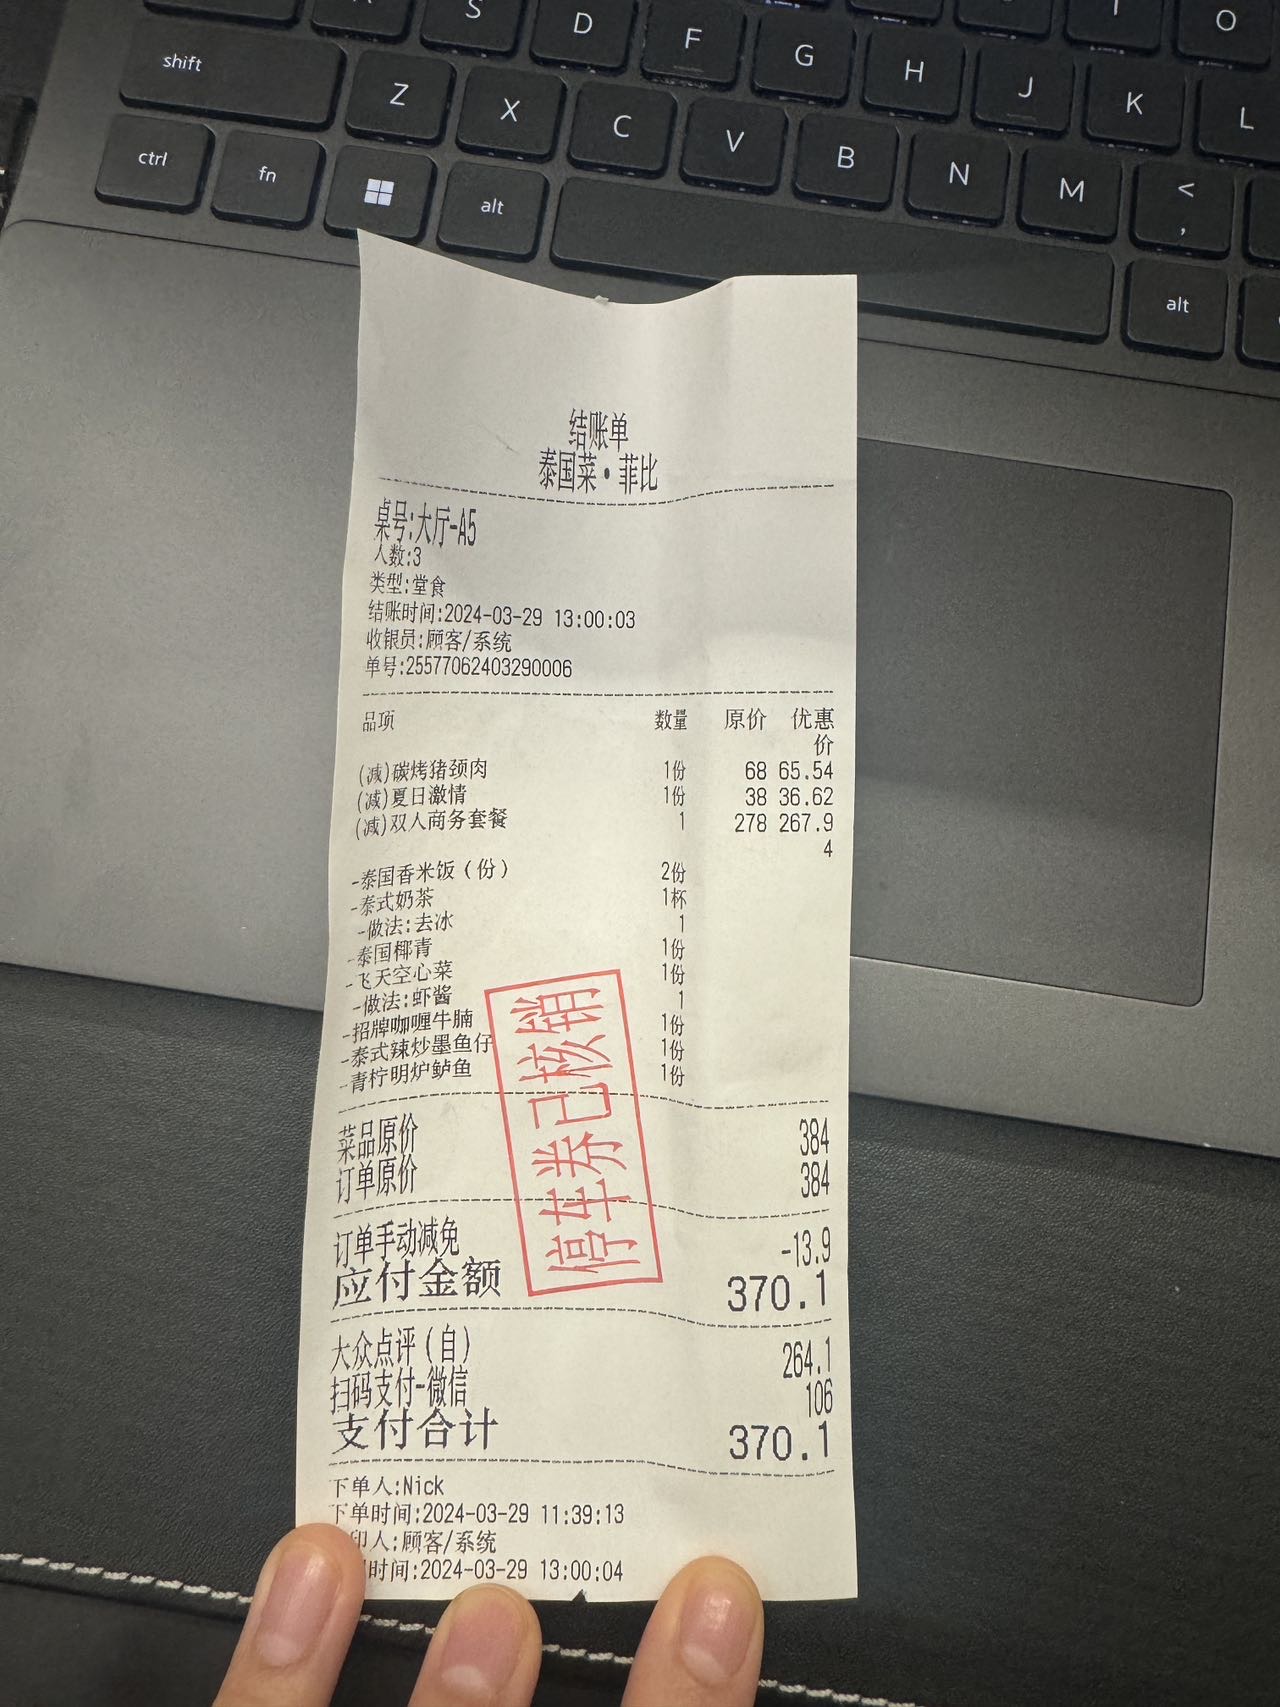 A S D F G H J K L
I O
shift Z X C V B N M < ,
ctrl fn alt alt
结账单
泰国菜·菲比
桌号:大厅-A5
人数:3
类型:堂食
结账时间:2024-03-29 13:00:03
收银员:顾客/系统
单号:25577062403290006
品项 数量 原价 优惠价
(减)碳烤猪颈肉 1份 68 65.54
(减)夏日激情 1份 38 36.62
(减)双人商务套餐 1 278 267.94
-泰国香米饭(份) 2份
-泰式奶茶 1杯
-做法:去冰 1
-泰国椰青 1份
-飞天空心菜 1份
-做法:虾酱 1
-招牌咖喱牛腩 1份
-泰式辣炒墨鱼仔 1份
-青柠明炉鲈鱼 1份
停车券已核销
菜品原价 384
订单原价 384
订单手动减免 -13.9
应付金额 370.1
大众点评(自) 264.1
扫码支付-微信 106
支付合计 370.1
下单人:Nick
下单时间:2024-03-29 11:39:13
印人:顾客/系统
时间:2024-03-29 13:00:04